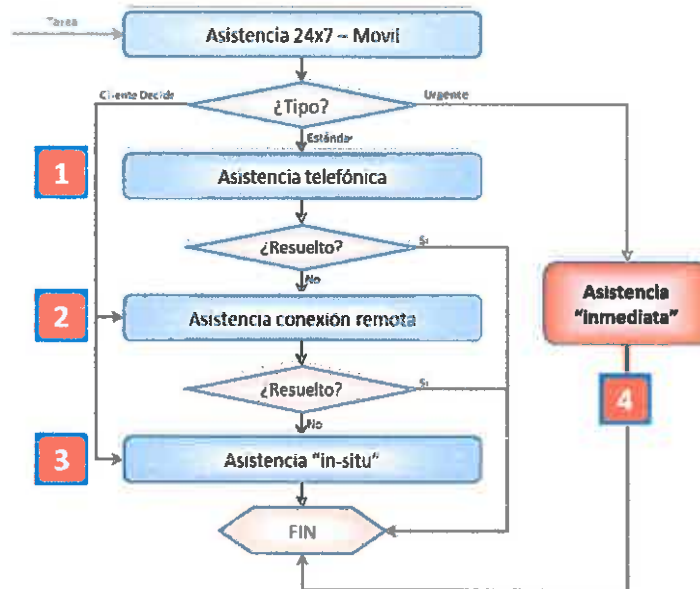 Tarea
Asistencia 24x7 – Movil
Cliente Decide
¿Tipo?
Urgente
Estándar
1
Asistencia telefónica
¿Resuelto?
Si
No
Asistencia
"inmediata"
2
Asistencia conexión remota
¿Resuelto?
Si
4
No
3
Asistencia "in-situ"
FIN